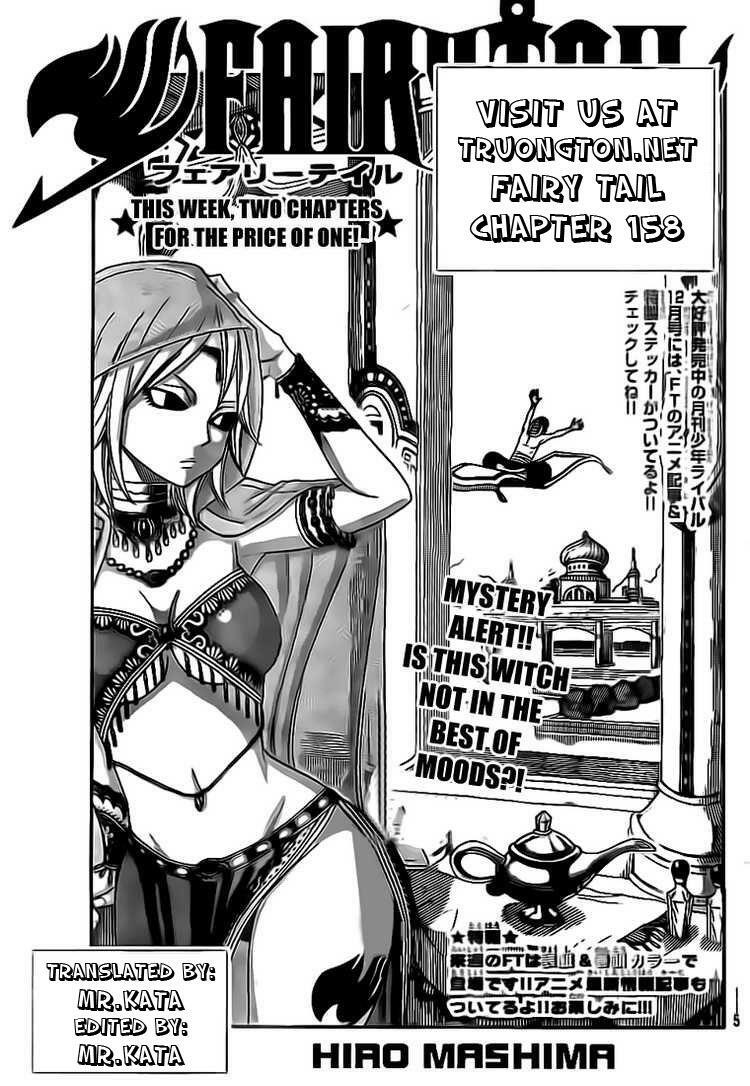 FAIRY TAIL
フェアリーテイル
THIS WEEK, TWO CHAPTERS
FOR THE PRICE OF ONE!
VISIT US AT
TRUONGTON.NET
FAIRY TAIL
CHAPTER 158
大好評発売中の月刊少年ライバル
12月号には、FTのアニメ記事&
特製ステッカーがついてるよ!!
チェックしてね!!
MYSTERY
ALERT!!
IS THIS WITCH
NOT IN THE
BEST OF
MOODS?!
★特報★
来週のFTは表紙&巻頭カラーで
登場です!!アニメ 情報記事も
ついてるよ!!お楽しみに!!!
TRANSLATED BY:
MR.KATA
EDITED BY:
MR.KATA
HIRO MASHIMA
5